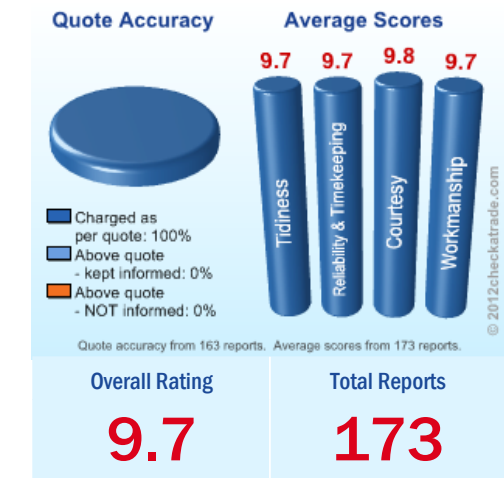 Quote Accuracy
Average Scores
9.7
9.7
9.8
9.7
Tidiness
Reliability & Timekeeping
Courtesy
Workmanship
Charged as
per quote: 100%
Above quote
- kept informed: 0%
Above quote
- NOT informed: 0%
© 2012checkatrade.com
Quote accuracy from 163 reports. Average scores from 173 reports.
Overall Rating
9.7
Total Reports
173